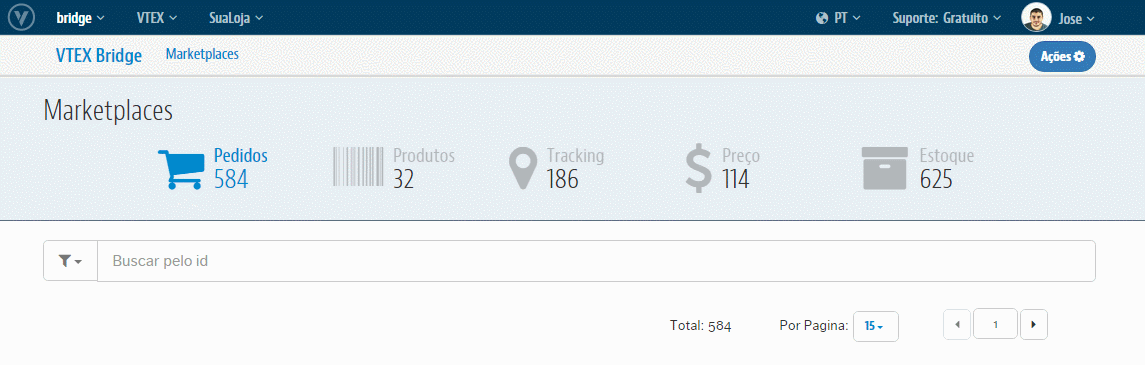 bridge VTEX SuaLoja PT Suporte: Gratuito Jose
VTEX Bridge Marketplaces Ações
Marketplaces
Pedidos Produtos Tracking Preço Estoque
584 32 186 114 625
Buscar pelo id
Total: 584 Por Pagina: 15 1